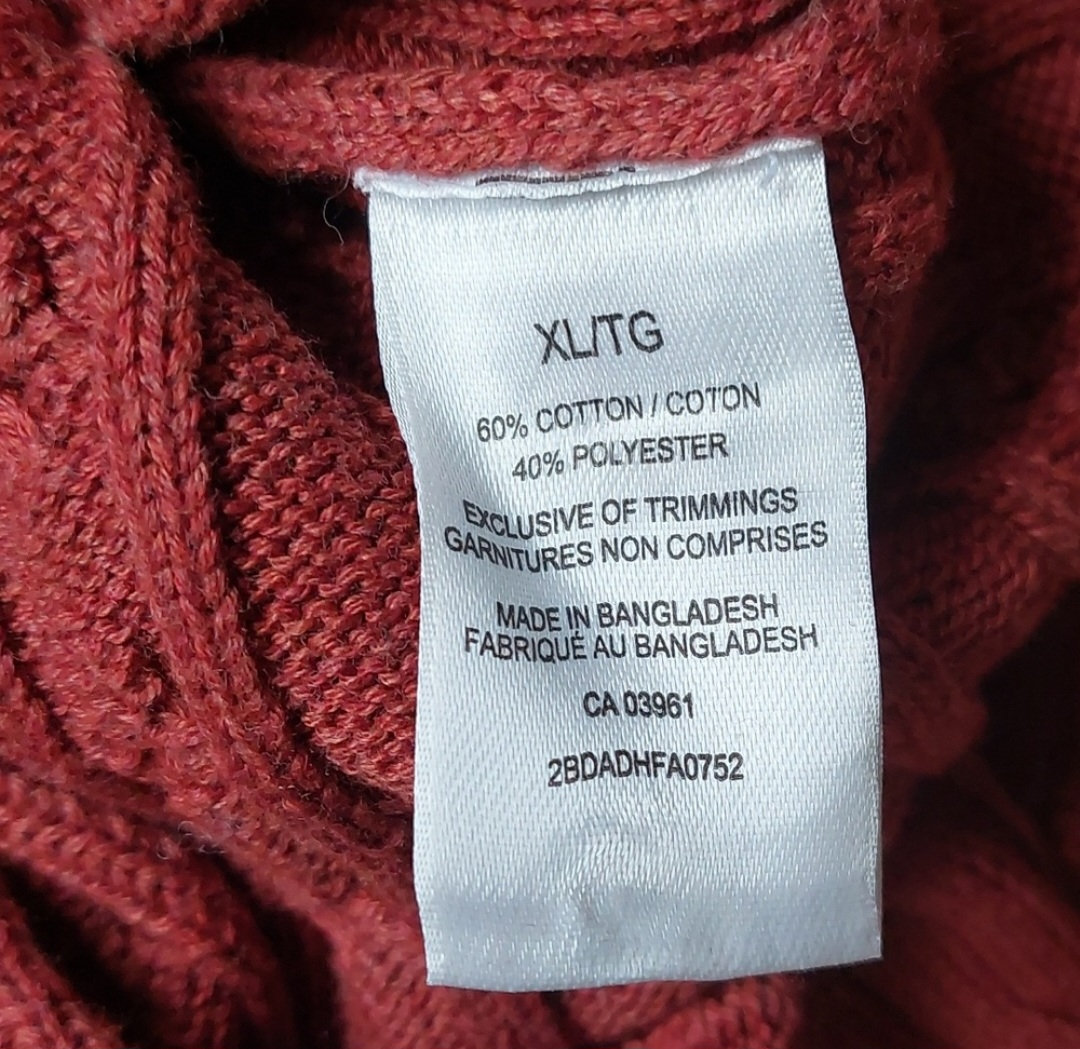 XL/TG
60% COTTON / COTON
40% POLYESTER
EXCLUSIVE OF TRIMMINGS
GARNITURES NON COMPRISES
MADE IN BANGLADESH
FABRIQUÉ AU BANGLADESH
CA 03961
2BDADHFA0752